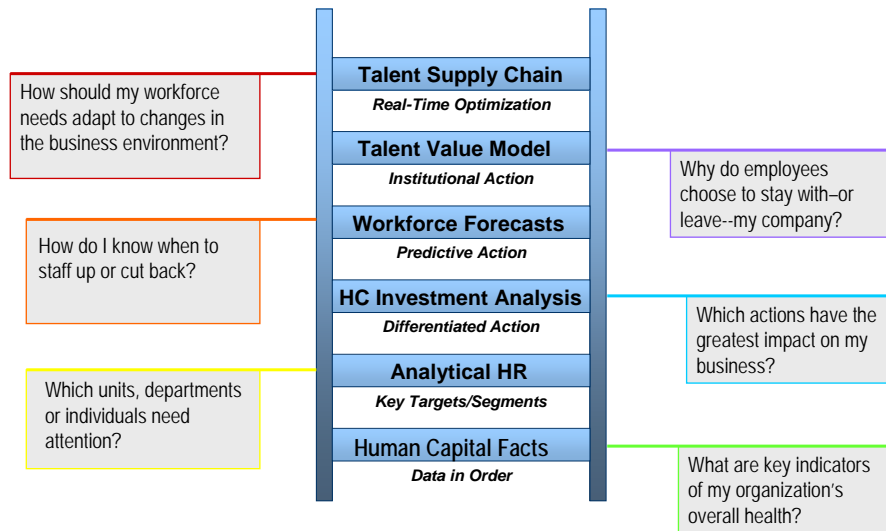 Talent Supply Chain
Real-Time Optimization
How should my workforce
needs adapt to changes in
the business environment?
Talent Value Model
Institutional Action
Why do employees
choose to stay with–or
leave--my company?
Workforce Forecasts
Predictive Action
How do I know when to
staff up or cut back?
HC Investment Analysis
Differentiated Action
Which actions have the
greatest impact on my
business?
Analytical HR
Key Targets/Segments
Which units, departments
or individuals need
attention?
Human Capital Facts
Data in Order
What are key indicators
of my organization's
overall health?